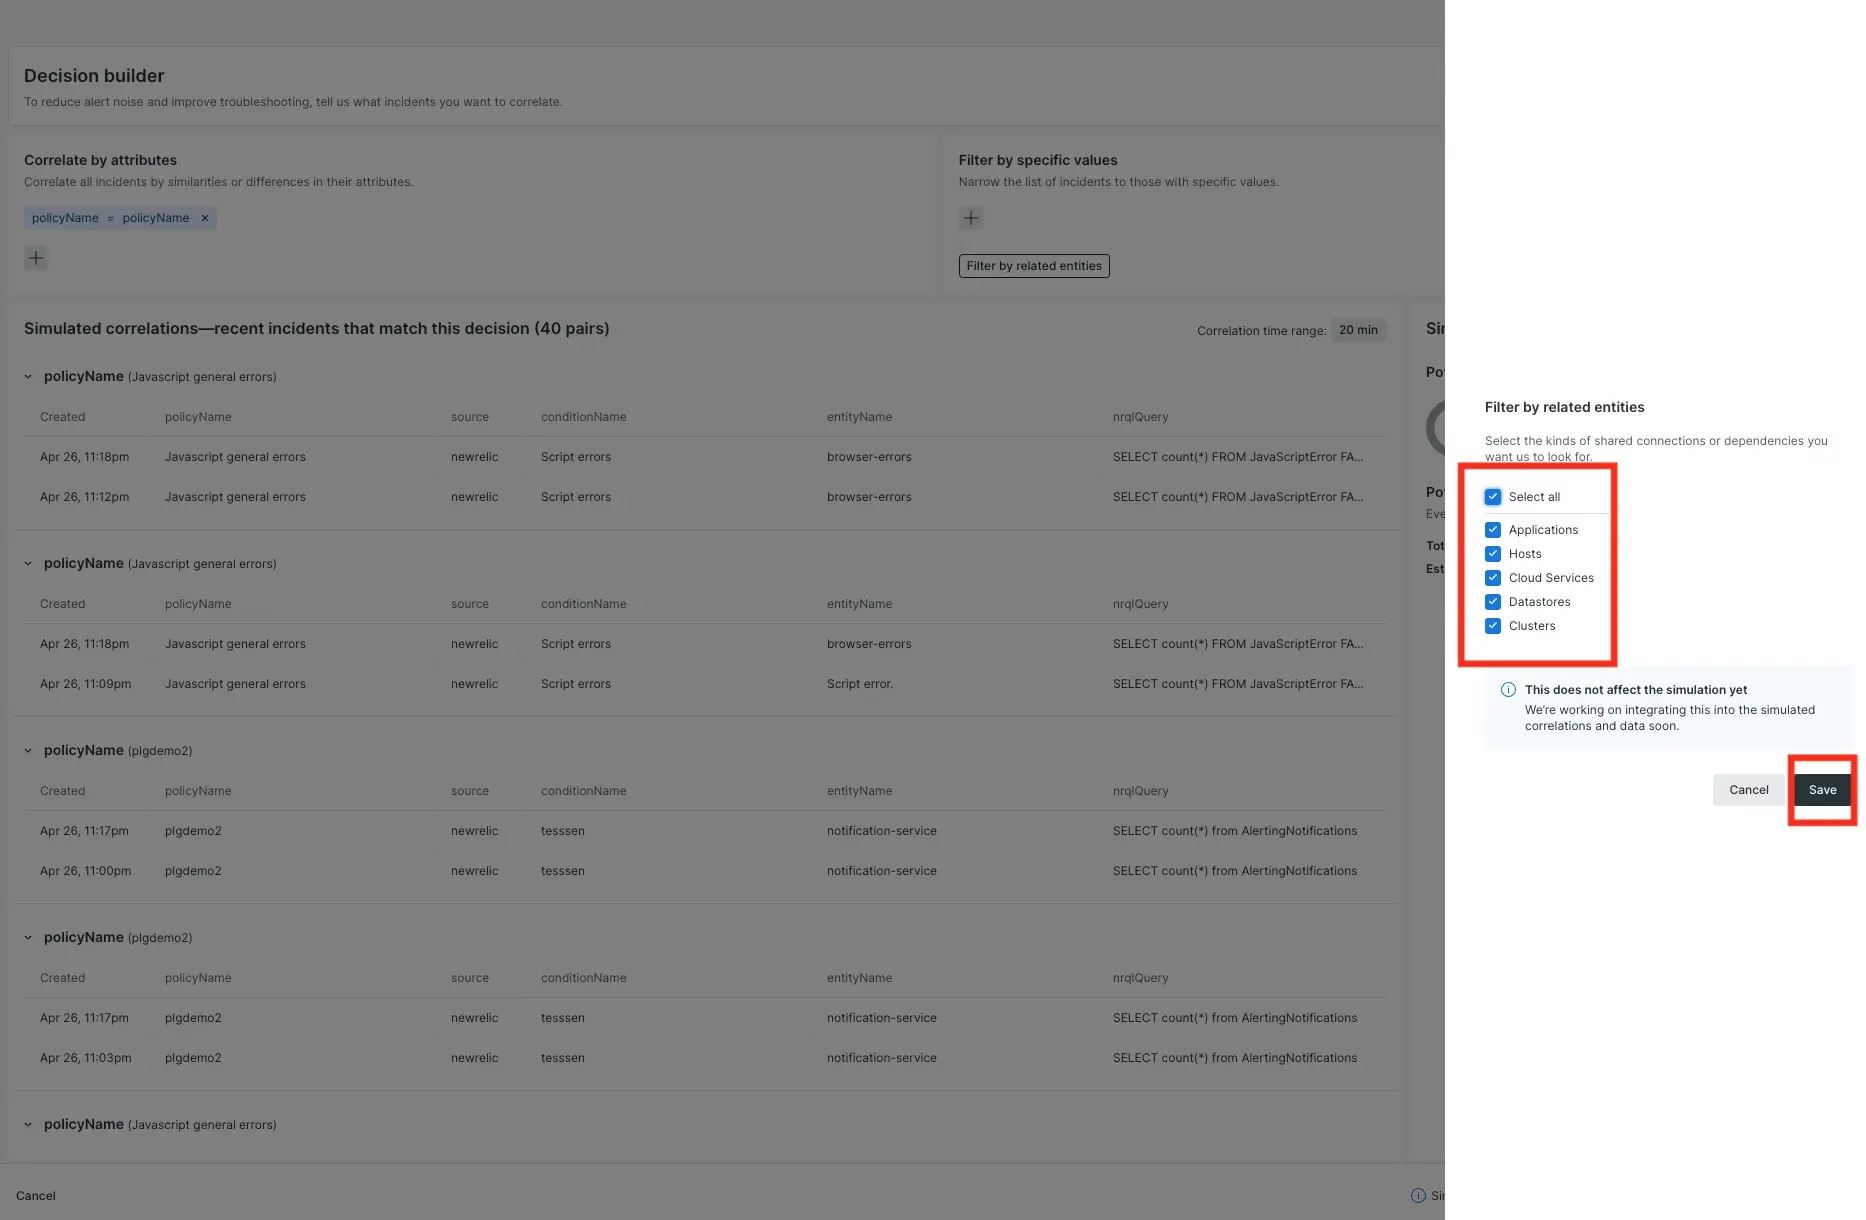 Decision builder
To reduce alert noise and improve troubleshooting, tell us what incidents you want to correlate.
Correlate by attributes
Correlate all incidents by similarities or differences in their attributes.
policyName = policyName ×
Filter by specific values
Narrow the list of incidents to those with specific values.
Filter by related entities
Simulated correlations—recent incidents that match this decision (40 pairs)
Correlation time range: 20 min
policyName (Javascript general errors)
Created policyName source conditionName entityName nrqlQuery
Apr 26, 11:18pm Javascript general errors newrelic Script errors browser-errors SELECT count(*) FROM JavaScriptError FA...
Apr 26, 11:12pm Javascript general errors newrelic Script errors browser-errors SELECT count(*) FROM JavaScriptError FA...
policyName (Javascript general errors)
Created policyName source conditionName entityName nrqlQuery
Apr 26, 11:18pm Javascript general errors newrelic Script errors browser-errors SELECT count(*) FROM JavaScriptError FA...
Apr 26, 11:09pm Javascript general errors newrelic Script errors Script error. SELECT count(*) FROM JavaScriptError FA...
policyName (plgdemo2)
Created policyName source conditionName entityName nrqlQuery
Apr 26, 11:17pm plgdemo2 newrelic tesssen notification-service SELECT count(*) from AlertingNotifications
Apr 26, 11:00pm plgdemo2 newrelic tesssen notification-service SELECT count(*) from AlertingNotifications
policyName (plgdemo2)
Created policyName source conditionName entityName nrqlQuery
Apr 26, 11:17pm plgdemo2 newrelic tesssen notification-service SELECT count(*) from AlertingNotifications
Apr 26, 11:03pm plgdemo2 newrelic tesssen notification-service SELECT count(*) from AlertingNotifications
policyName (Javascript general errors)
Cancel
Filter by related entities
Select the kinds of shared connections or dependencies you
want us to look for.
Select all
Applications
Hosts
Cloud Services
Datastores
Clusters
This does not affect the simulation yet
We're working on integrating this into the simulated
correlations and data soon.
Cancel
Save